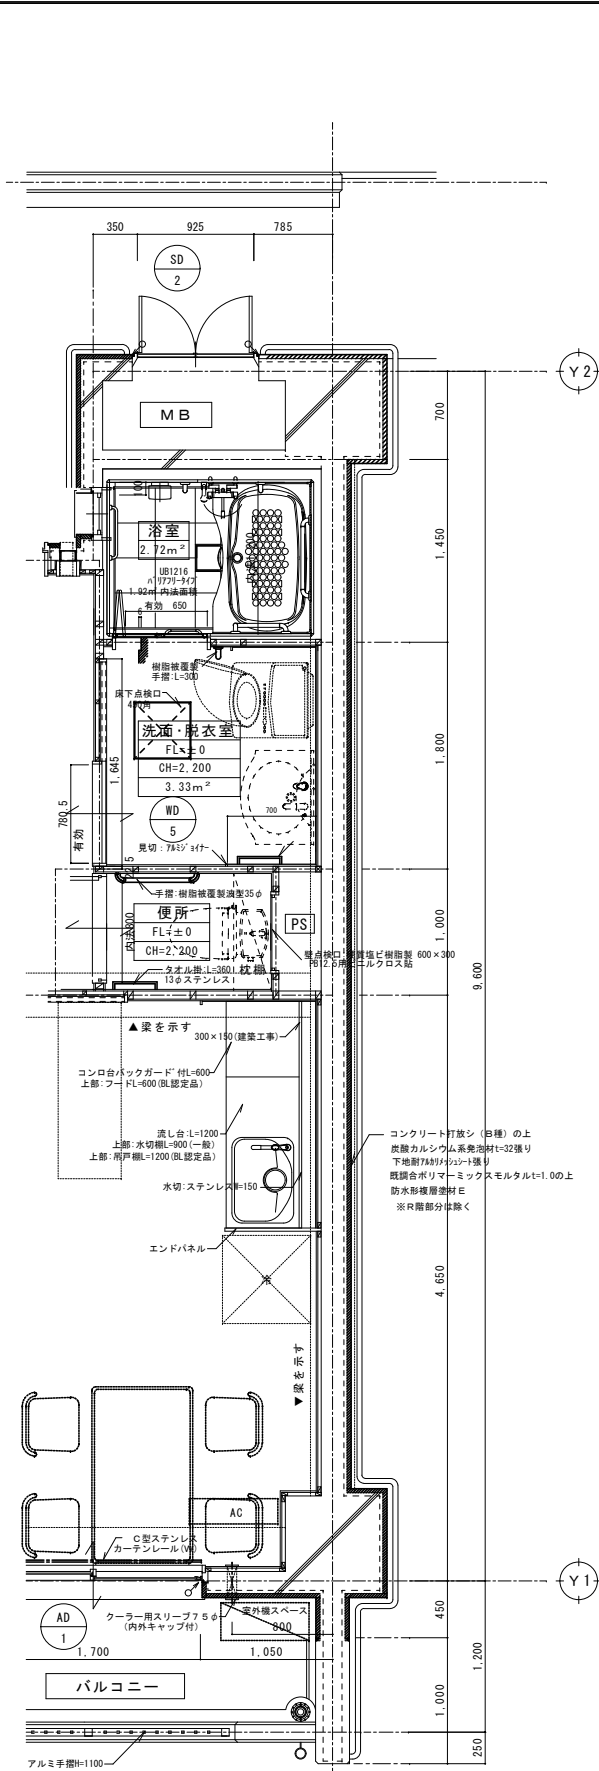 350 925 785
SD
2
Y2
MB
700
100
浴室
2.72m²
UB1216
バリアフリータイプ
1.92㎡ 内法面積
有効 650
1,450
樹脂被覆製
手摺:L=300
床下点検口
洗面・脱衣室
FL=±0
CH=2,200
3.33m²
1,645
1,800
780.5
有効
WD
5
700
見切:アルミジョイナー
手摺:樹脂被覆製波型35φ
便所
FL=±0
CH=2,200
内法800
PS
1,000
9,600
壁点検口 硬質塩ビ樹脂製 600×300
PB12.5用ビニルクロス貼
タオル掛:L=360
13φステンレス
枕棚
▲梁を示す
300×150(建築工事)
コンロ台バックガード付L=600
上部:フードL=600(BL認定品)
流し台:L=1200
上部:水切棚L=900(一般)
上部:吊戸棚L=1200(BL認定品)
水切:ステンレスW=150
エンドパネル
冷
コンクリート打放シ(B種)の上
炭酸カルシウム系発泡材t=32張り
下地耐アルカリメッシュシート張り
既調合ポリマーミックスモルタルt=1.0の上
防水形複層塗材E
※R階部分は除く
4,650
▼梁を示す
AC
C型ステンレス
カーテンレール(VW)
Y1
AD
1
クーラー用スリーブ75φ
(内外キャップ付)
室外機スペース
800
450
1,700 1,050
1,200
バルコニー
1,000
250
アルミ手摺H=1100